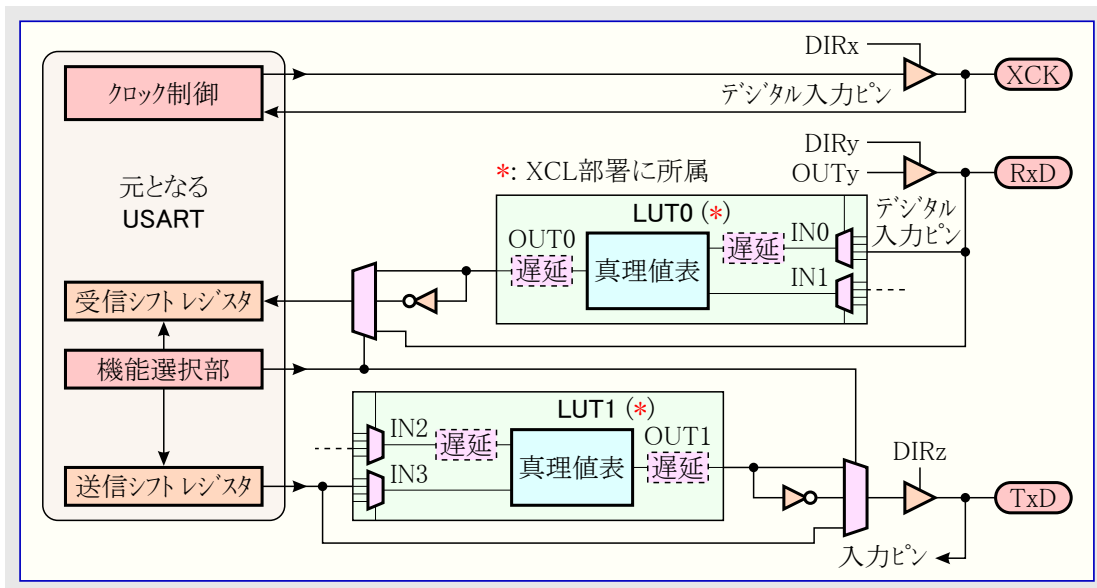 DIRx
クロック制御
XCK
デジタル入力ピン
DIRy
OUTy
RxD
*: XCL部署に所属
元となる
USART
LUT0 (*)
デジタル
入力ピン
OUT0
遅延
真理値表
遅延
IN0
IN1
受信シフトレジスタ
機能選択部
LUT1 (*)
IN2
遅延
真理値表
OUT1
遅延
IN3
DIRz
送信シフトレジスタ
TxD
入力ピン